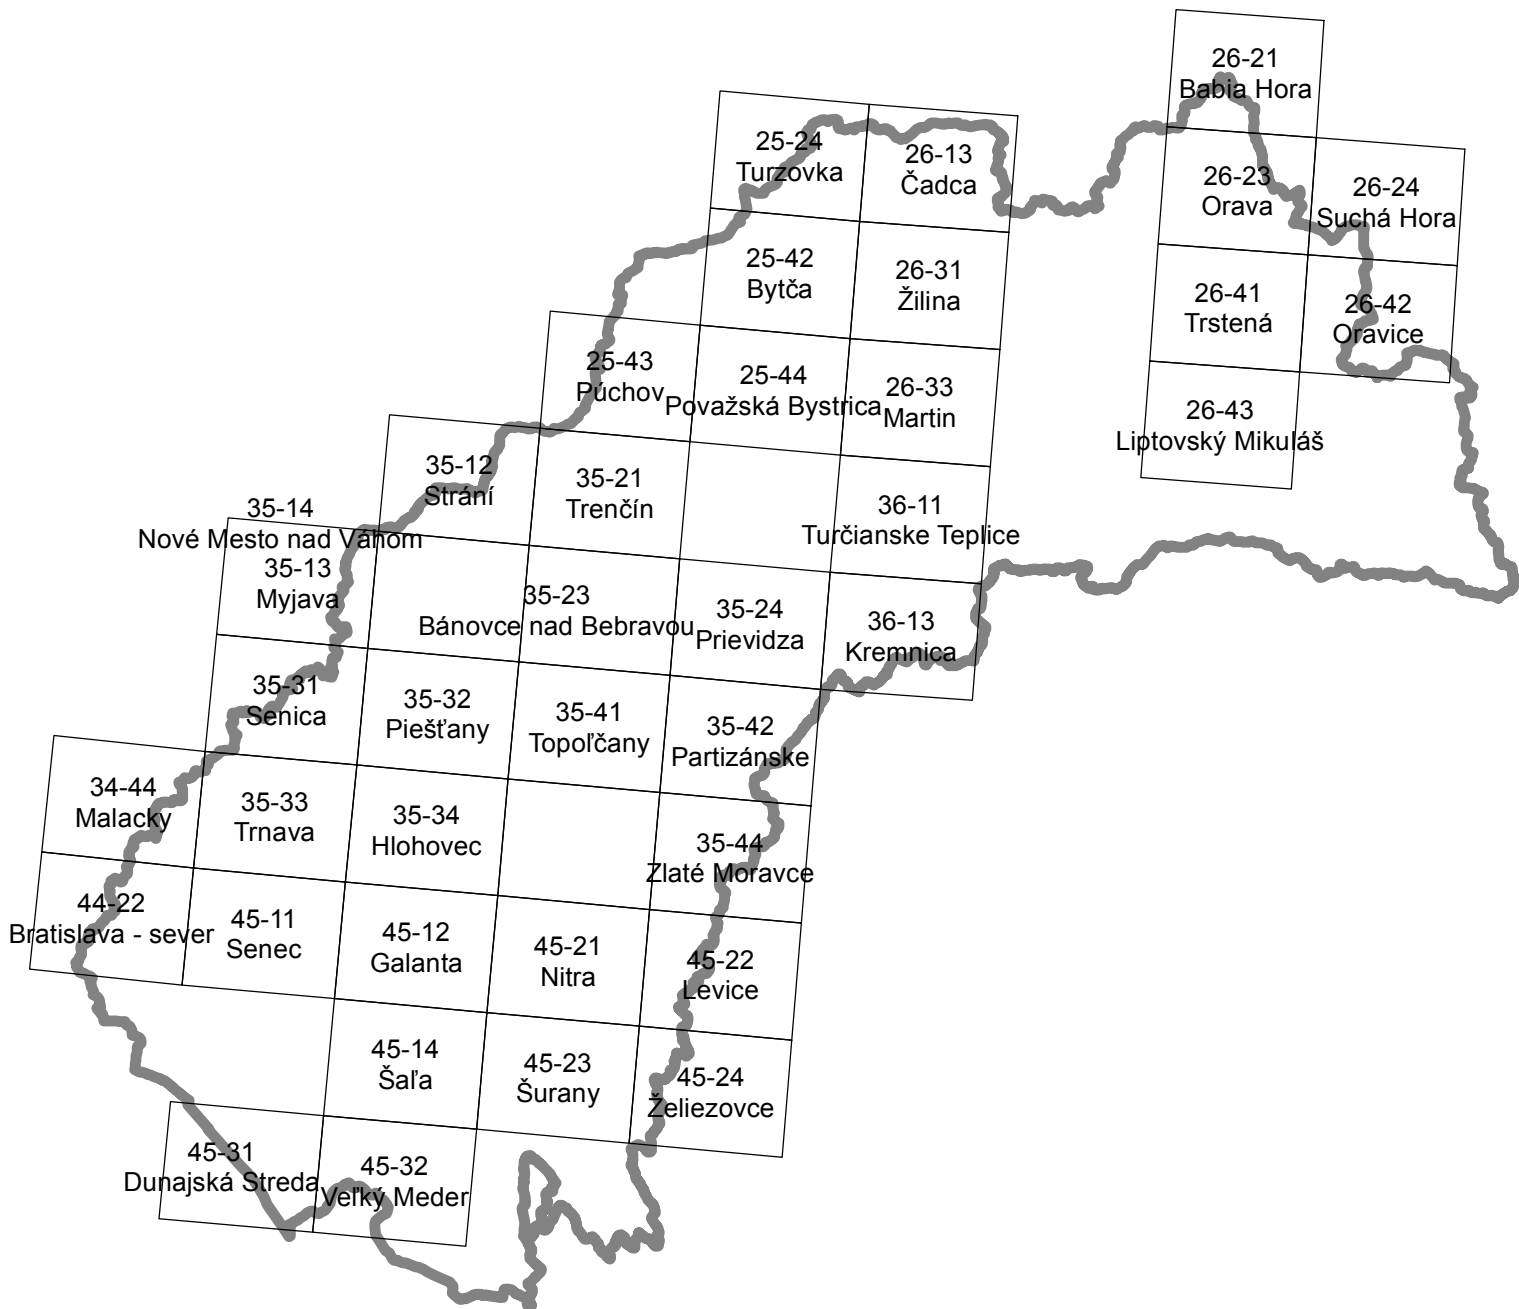 26-21
Babia Hora
25-24
Turzovka
26-13
Čadca
26-23
Orava
26-24
Suchá Hora
25-42
Bytča
26-31
Žilina
26-41
Trstená
26-42
Oravice
25-43
Púchov
25-44
Považská Bystrica
26-33
Martin
26-43
Liptovský Mikuláš
35-12
Strání
35-21
Trenčín
36-11
Turčianske Teplice
35-14
Nové Mesto nad Váhom
35-13
Myjava
35-23
Bánovce nad Bebravou
35-24
Prievidza
36-13
Kremnica
35-31
Senica
35-32
Piešťany
35-41
Topoľčany
35-42
Partizánske
34-44
Malacky
35-33
Trnava
35-34
Hlohovec
35-44
Zlaté Moravce
44-22
Bratislava - sever
45-11
Senec
45-12
Galanta
45-21
Nitra
45-22
Levice
45-14
Šaľa
45-23
Šurany
45-24
Želiezovce
45-31
Dunajská Streda
45-32
Veľký Meder